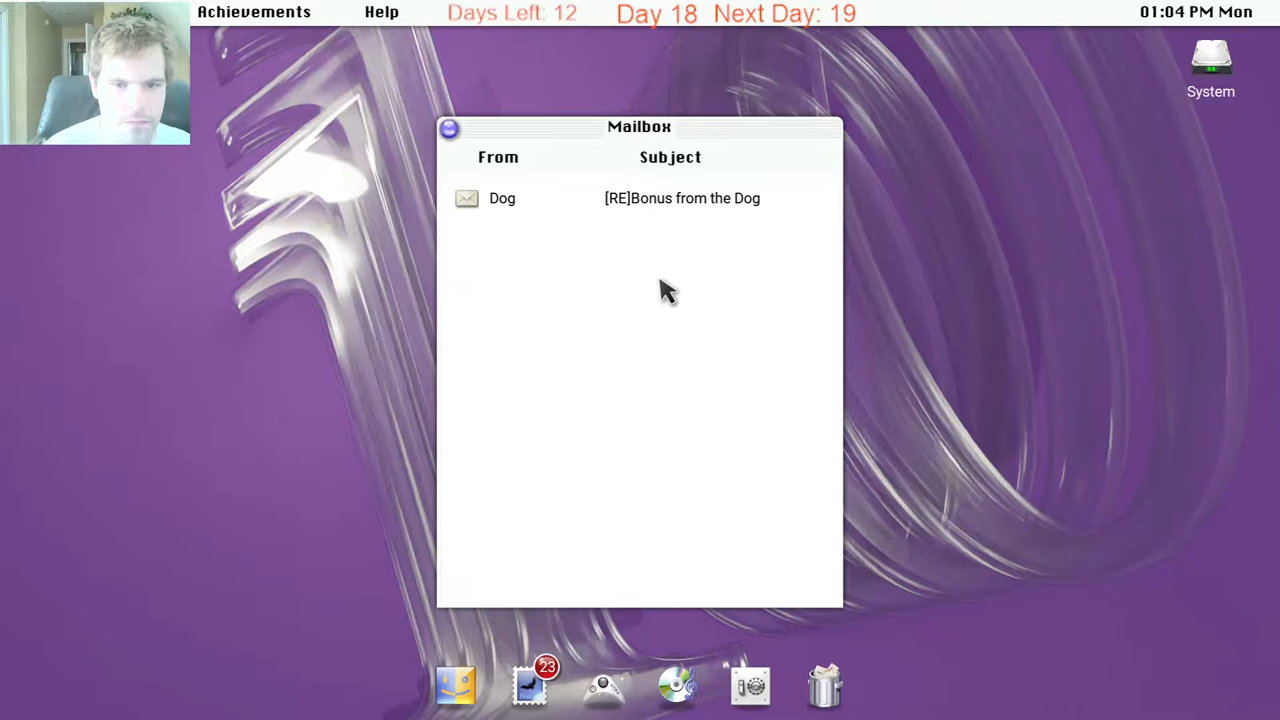 Achievements Help Days Left: 12 Day 18 Next Day: 19 01:04 PM Mon
System
Mailbox
From Subject
Dog [RE]Bonus from the Dog
23